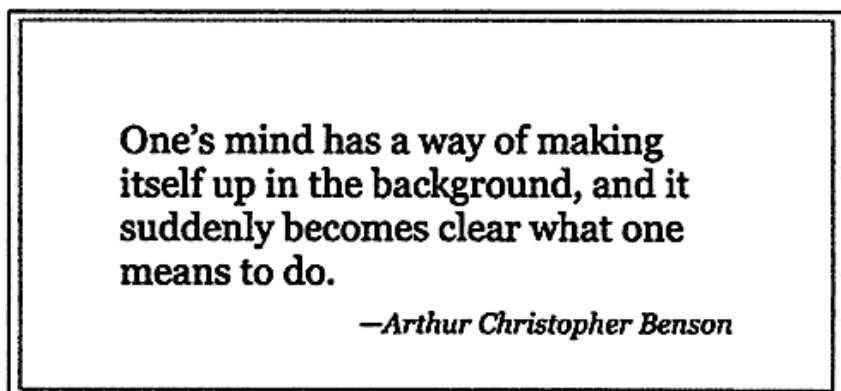 One's mind has a way of making
itself up in the background, and it
suddenly becomes clear what one
means to do.
—Arthur Christopher Benson